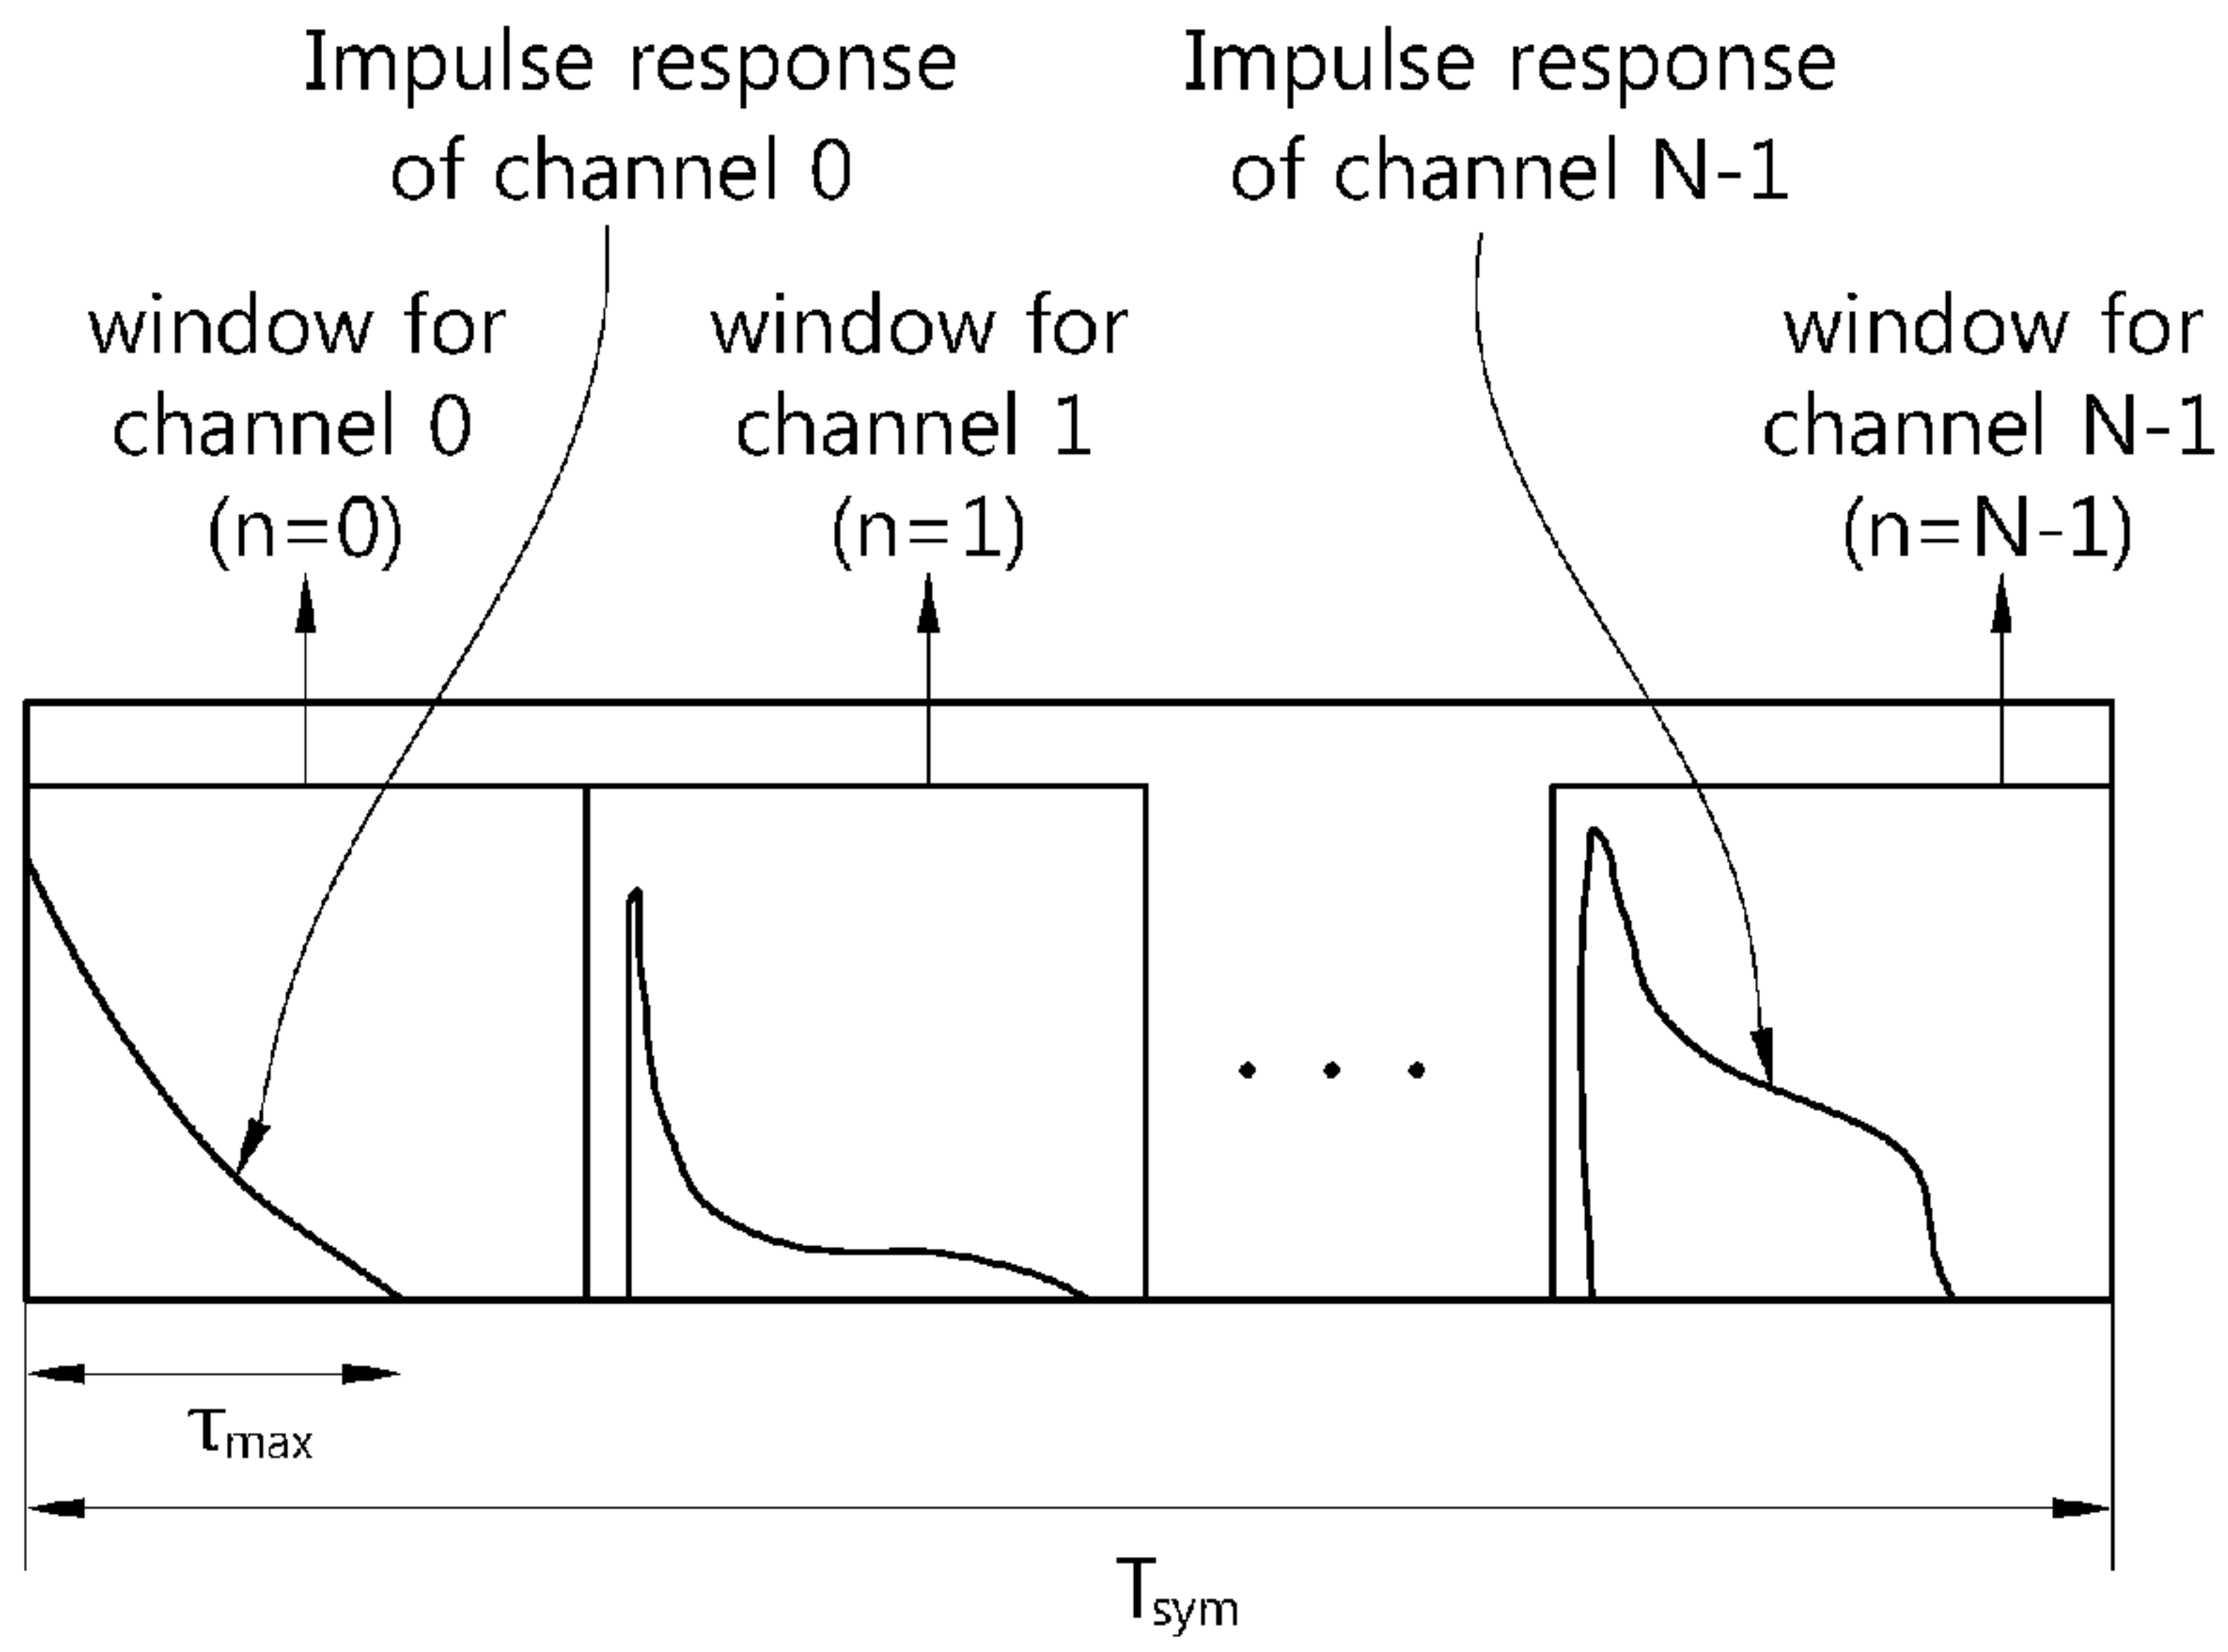 Impulse response
of channel 0
Impulse response
of channel N-1
window for
channel 0
(n=0)
window for
channel 1
(n=1)
window for
channel N-1
(n=N-1)
• • •
τmax
Tsym